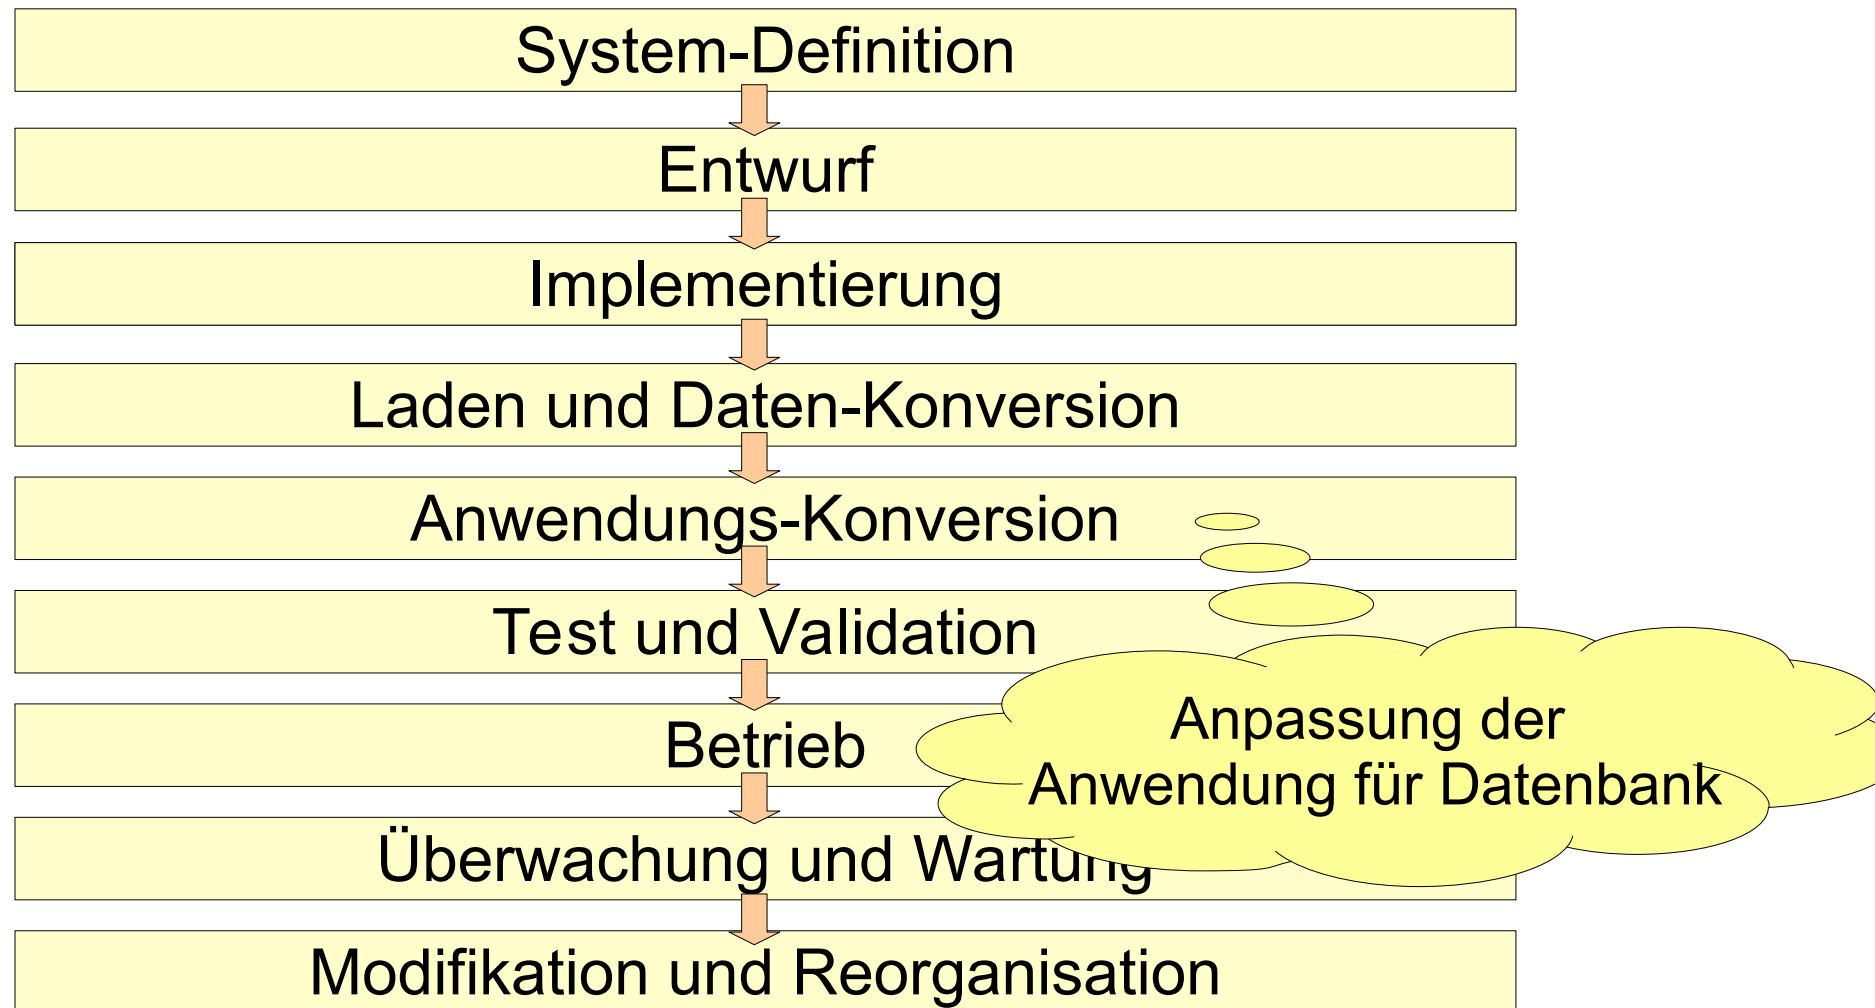 System-Definition
Entwurf
Implementierung
Laden und Daten-Konversion
Anwendungs-Konversion
Test und Validation
Betrieb
Anpassung der
Anwendung für Datenbank
Überwachung und Wartung
Modifikation und Reorganisation